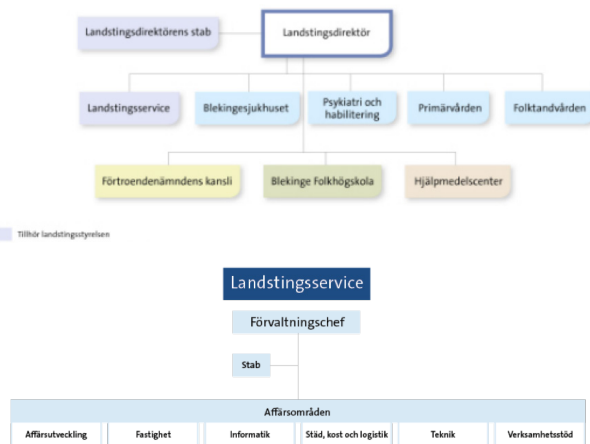 Landstingsdirektörens stab
Landstingsdirektör
Landstingsservice
Blekingesjukhuset
Psykiatri och
habilitering
Primärvården
Folktandvården
Förtroendenämndens kansli
Blekinge Folkhögskola
Hjälpmedelscenter
Tillhör landstingsstyrelsen
Landstingsservice
Förvaltningschef
Stab
Affärsområden
Affärsutveckling
Fastighet
Informatik
Städ, kost och logistik
Teknik
Verksamhetsstöd